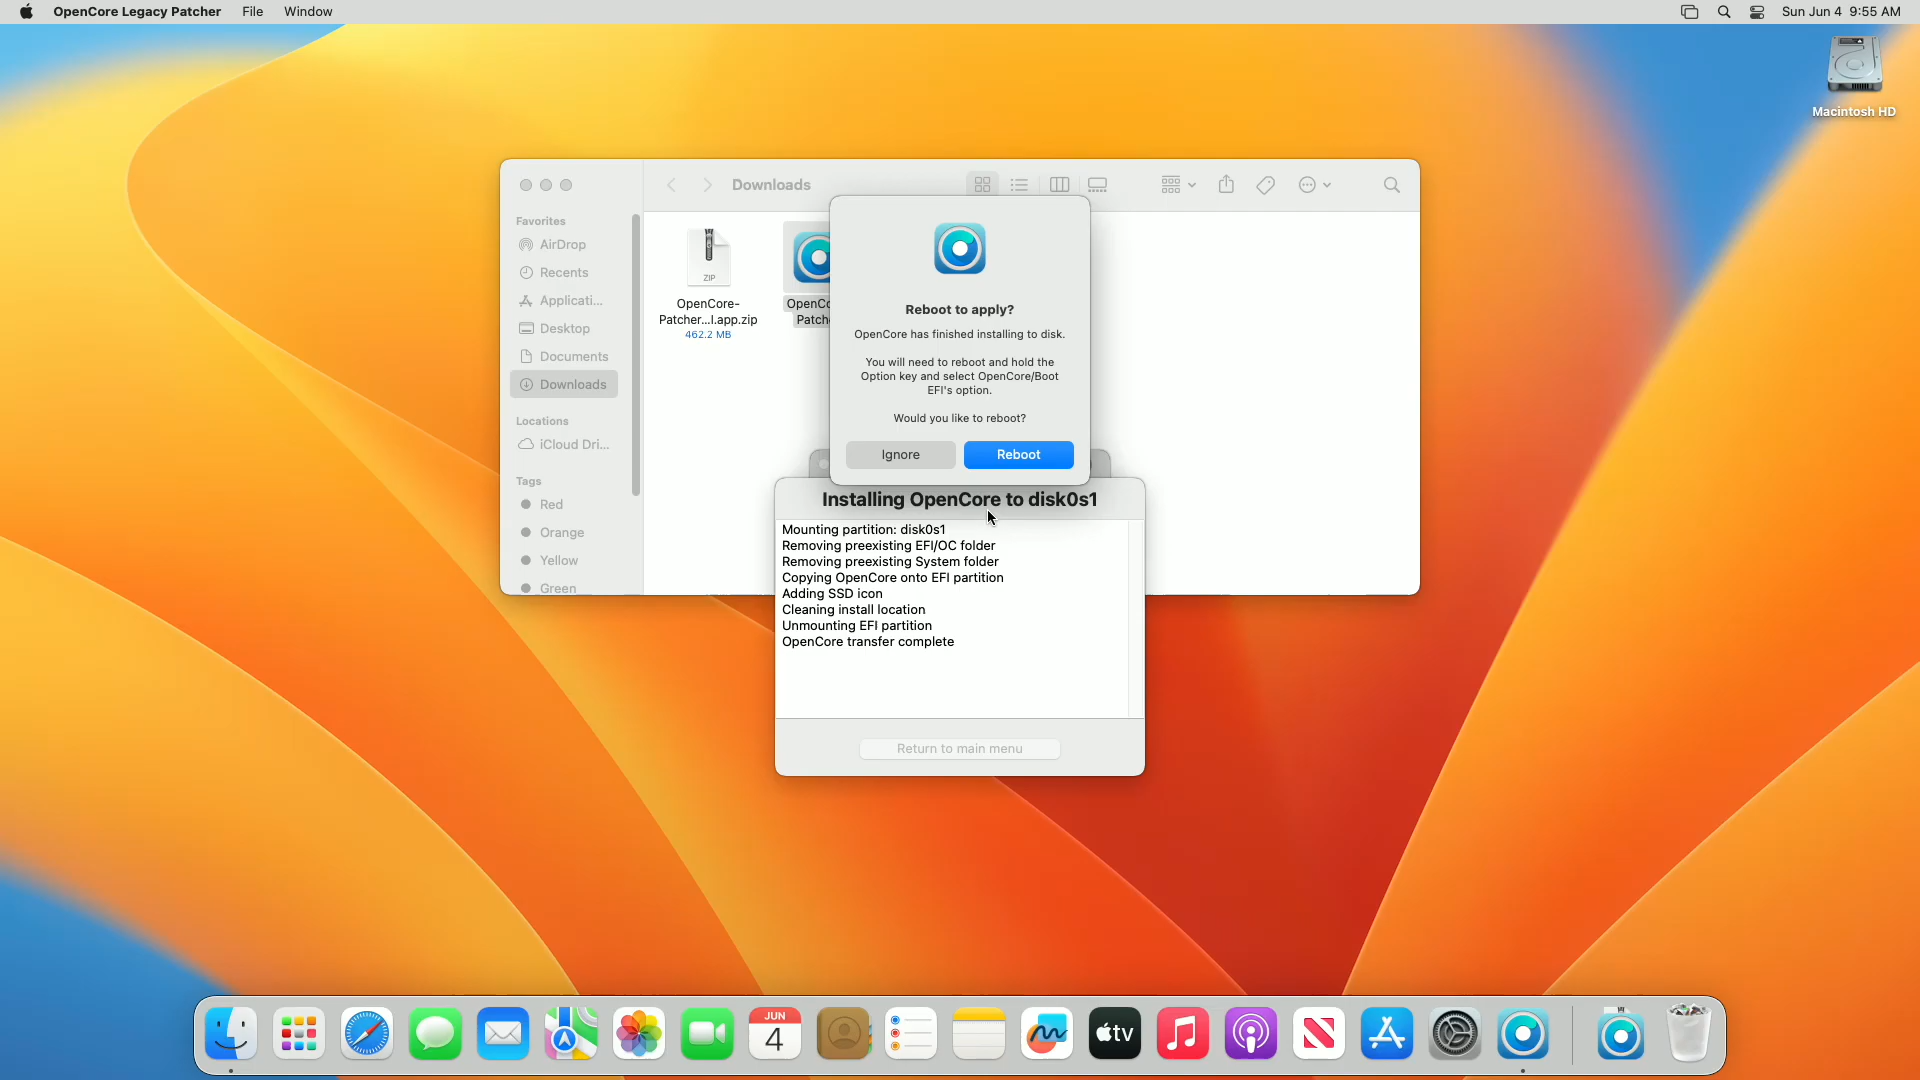 OpenCore Legacy Patcher File Window
Sun Jun 4 9:55 AM
Macintosh HD
Downloads
Favorites
AirDrop
Recents
Applicati...
Desktop
Documents
Downloads
Locations
iCloud Dri...
Tags
Red
Orange
Yellow
Green
ZIP
OpenCore-
Patcher...l.app.zip
462.2 MB
Reboot to apply?
OpenCore has finished installing to disk.
You will need to reboot and hold the
Option key and select OpenCore/Boot
EFI's option.
Would you like to reboot?
Ignore
Reboot
Installing OpenCore to disk0s1
Mounting partition: disk0s1
Removing preexisting EFI/OC folder
Removing preexisting System folder
Copying OpenCore onto EFI partition
Adding SSD icon
Cleaning install location
Unmounting EFI partition
OpenCore transfer complete
Return to main menu
JUN
4
tv